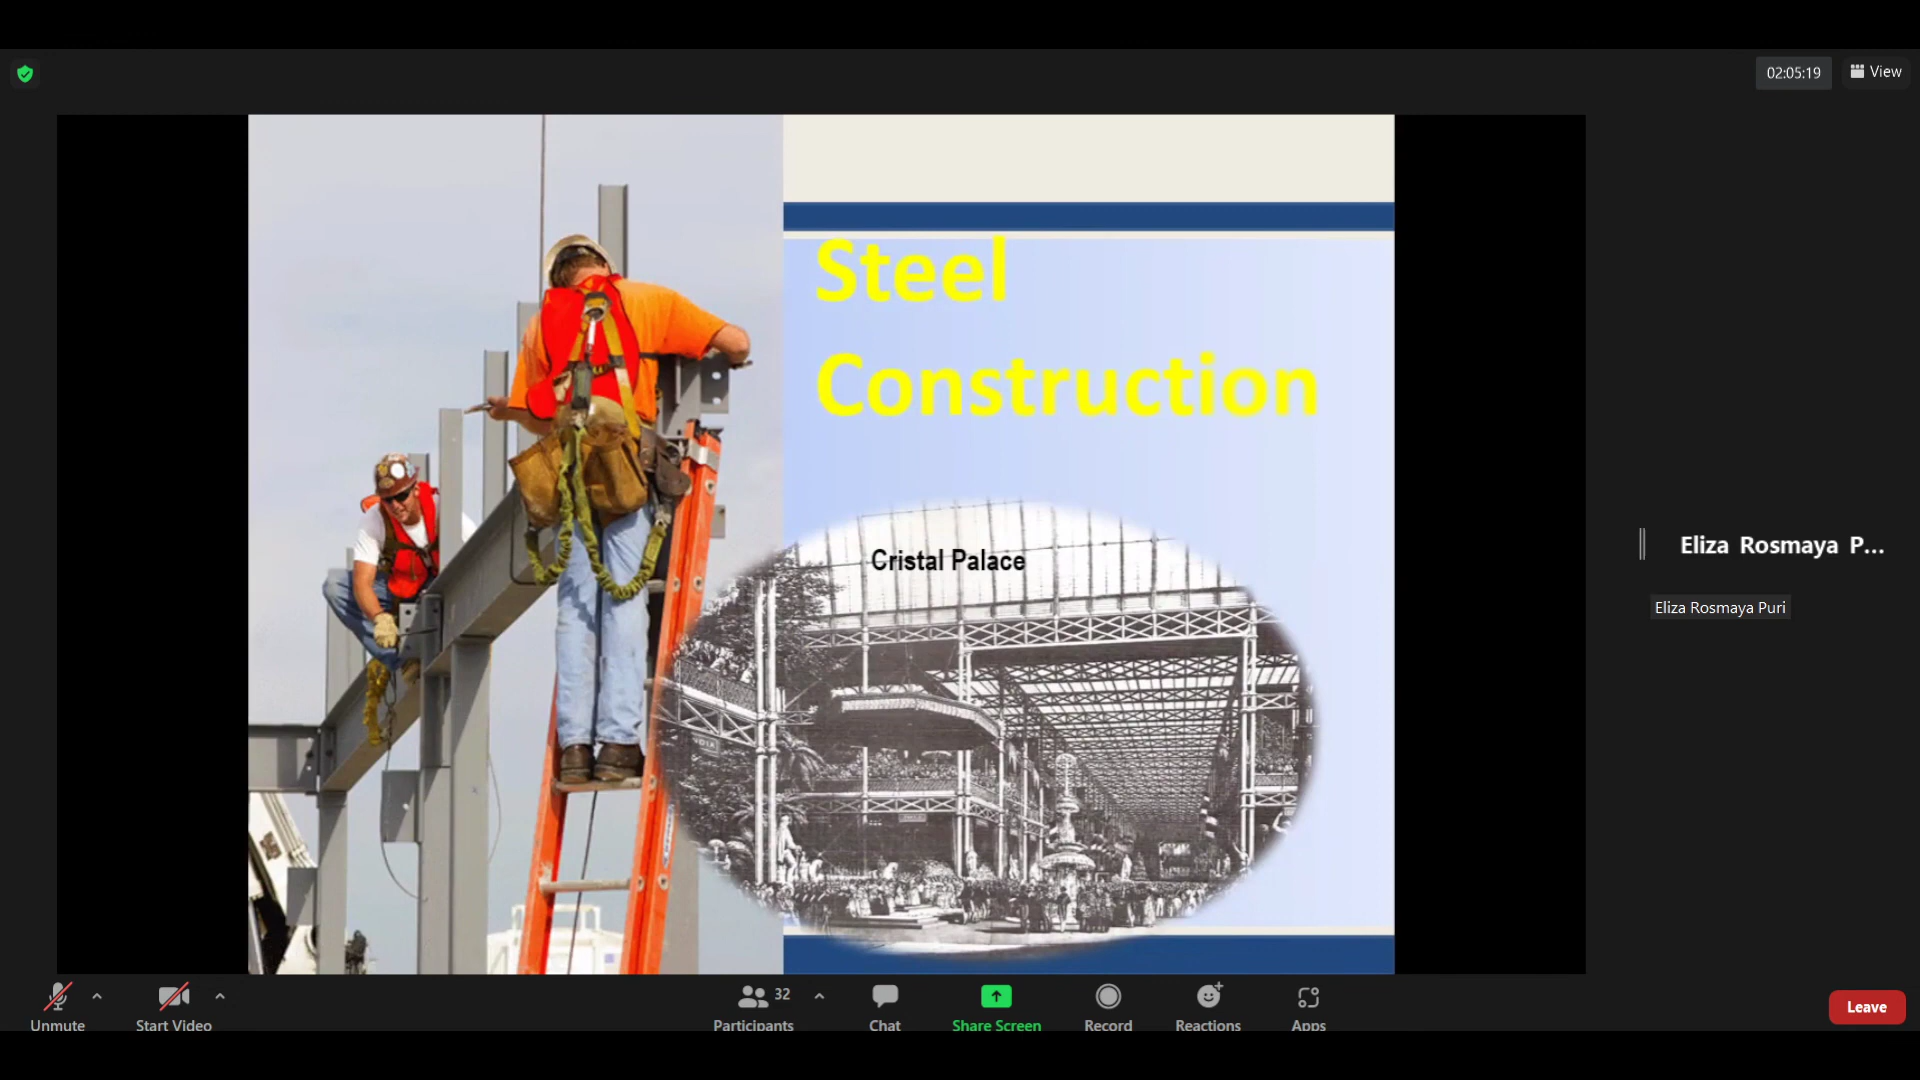 02:05:19
View
Steel
Construction
Cristal Palace
Eliza Rosmaya P...
Eliza Rosmaya Puri
Unmute
Start Video
32
Participants
Chat
Share Screen
Record
Reactions
Apps
Leave